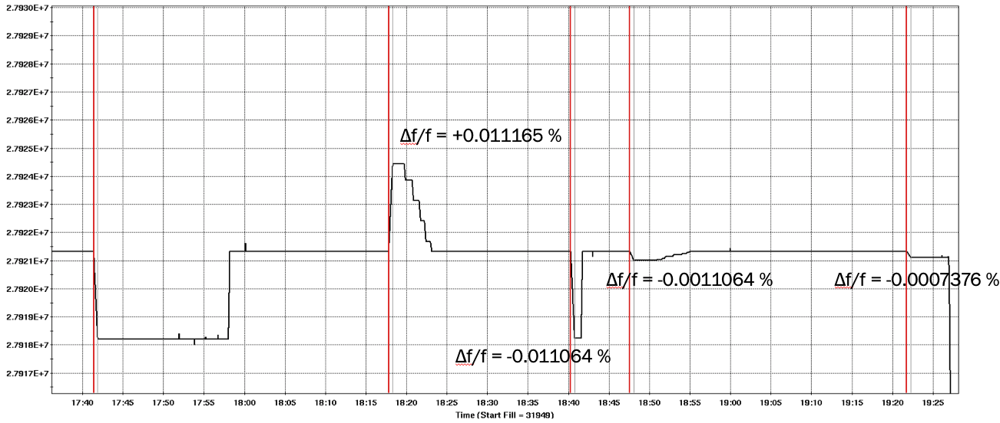 2.7930E+7
2.7929E+7
2.7928E+7
2.7927E+7
2.7926E+7
2.7925E+7
2.7924E+7
2.7923E+7
2.7922E+7
2.7921E+7
2.7920E+7
2.7919E+7
2.7918E+7
2.7917E+7
Δf/f = +0.011165 %
Δf/f = -0.0011064 %
Δf/f = -0.0007376 %
Δf/f = -0.011064 %
17:40 17:45 17:50 17:55 18:00 18:05 18:10 18:15 18:20 18:25 18:30 18:35 18:40 18:45 18:50 18:55 19:00 19:05 19:10 19:15 19:20 19:25
Time (Start Fill = 31949)